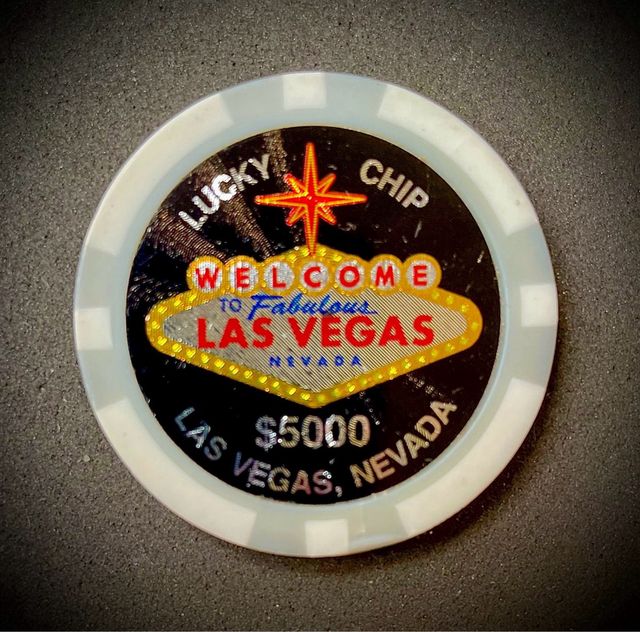 LUCKY CHIP
WELCOME
TO Fabulous
LAS VEGAS
NEVADA
$5000
LAS VEGAS, NEVADA